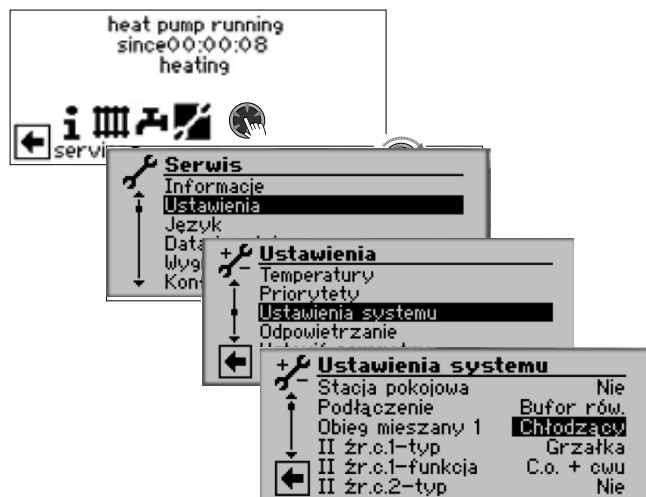 heat pump running
since00:00:08
heating
Serwis
Informacje
Ustawienia
Język
Ustawienia
Temperatury
Priorytety
Ustawienia systemu
Odpowietrzanie
Ustawienia systemu
Stacja pokojowa Nie
Podłączenie Bufor rów.
Obieg mieszany 1 Chłodzący
II źr.c.1-typ Grzałka
II źr.c.1-funkcja C.o. + cwu
II źr.c.2-typ Nie